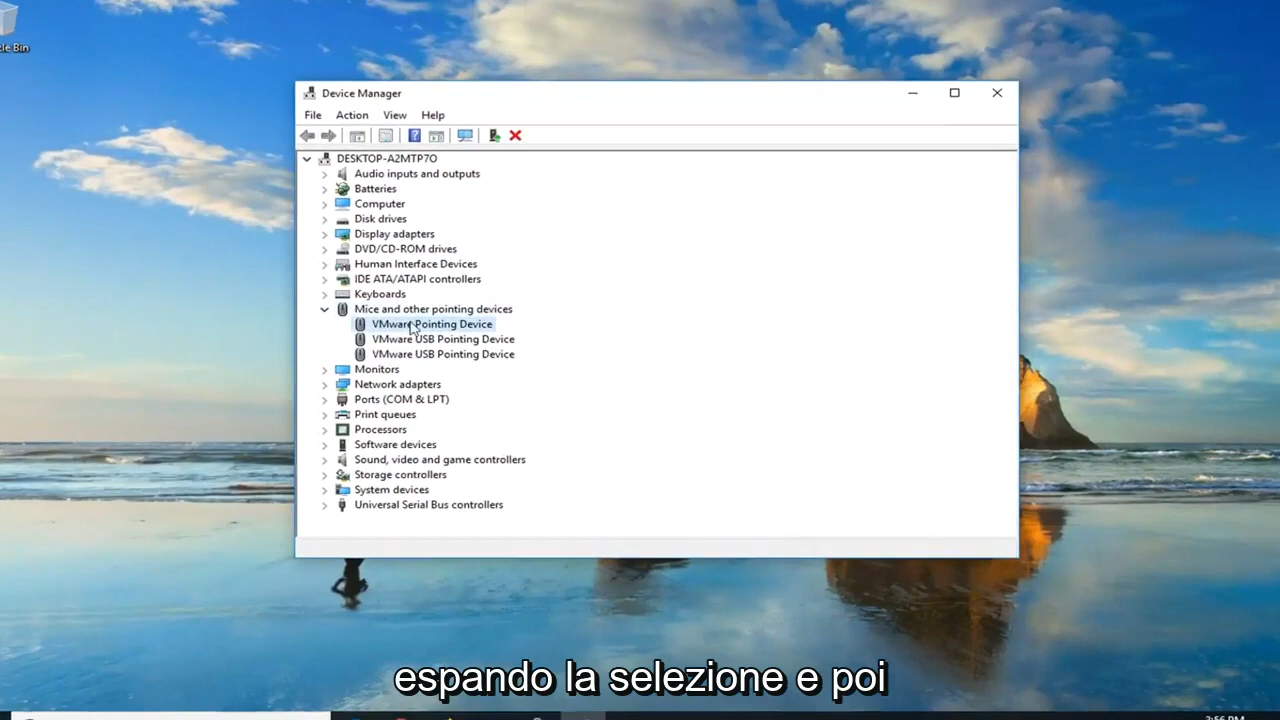 cle Bin
Device Manager
File Action View Help
DESKTOP-A2MTP7O
Audio inputs and outputs
Batteries
Computer
Disk drives
Display adapters
DVD/CD-ROM drives
Human Interface Devices
IDE ATA/ATAPI controllers
Keyboards
Mice and other pointing devices
VMware Pointing Device
VMware USB Pointing Device
VMware USB Pointing Device
Monitors
Network adapters
Ports (COM & LPT)
Print queues
Processors
Software devices
Sound, video and game controllers
Storage controllers
System devices
Universal Serial Bus controllers
espando la selezione e poi